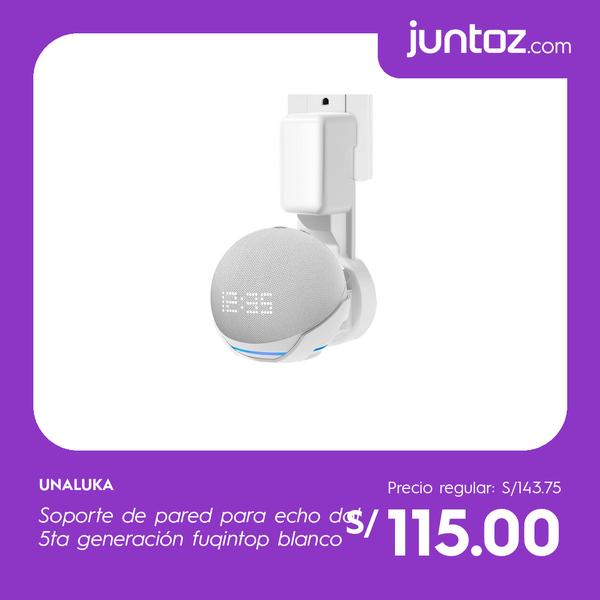 juntoz.com
12:35
UNALUKA
Precio regular: S/143.75
Soporte de pared para echo dot
5ta generación fuqintop blanco
S/ 115.00